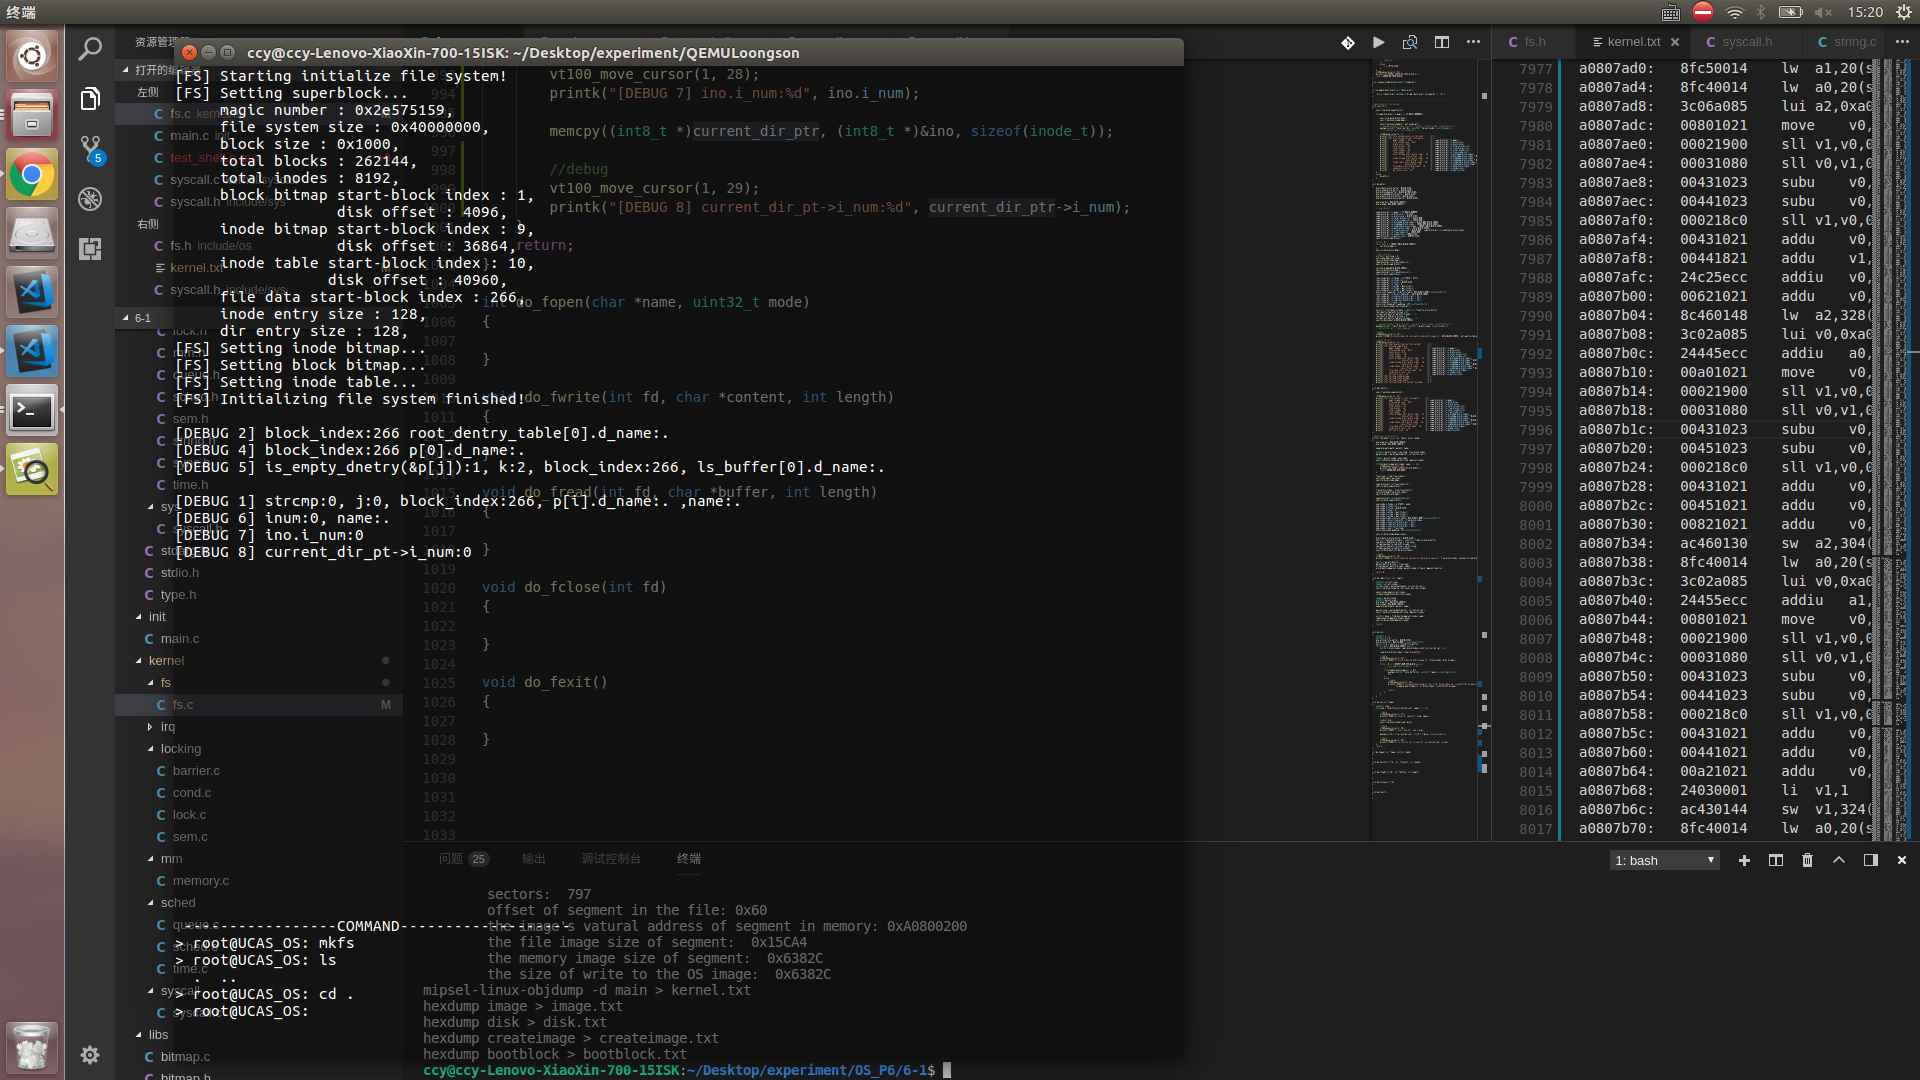 终端
15:20
ccy@ccy-Lenovo-XiaoXin-700-15ISK: ~/Desktop/experiment/QEMULoongson
[FS] Starting initialize file system!
[FS] Setting superblock...
magic number : 0x2e575159,
file system size : 0x40000000,
block size : 0x1000,
total blocks : 262144,
total inodes : 8192,
block bitmap start-block index : 1,
disk offset : 4096,
inode bitmap start-block index : 9,
disk offset : 36864,
inode table start-block index : 10,
disk offset : 40960,
file data start-block index : 266,
inode entry size : 128,
dir entry size : 128,
[FS] Setting inode bitmap...
[FS] Setting block bitmap...
[FS] Setting inode table...
[FS] Initializing file system finished!
[DEBUG 2] block_index:266 root_dentry_table[0].d_name:.
[DEBUG 4] block_index:266 p[0].d_name:.
[DEBUG 5] is_empty_dnetry(&p[j]):1, k:2, block_index:266, ls_buffer[0].d_name:.
[DEBUG 1] strcmp:0, j:0, block_index:266, p[i].d_name:. ,name:.
[DEBUG 6] inum:0, name:.
[DEBUG 7] ino.i_num:0
[DEBUG 8] current_dir_pt->i_num:0
-----------------COMMAND-------------------
> root@UCAS_OS: mkfs
> root@UCAS_OS: ls
. ..
> root@UCAS_OS: cd .
> root@UCAS_OS:
资源管理
打开的编辑
左侧
fs.c
main.c
syscall.c
syscall.h include/sys
右侧
fs.h include/os
kernel.txt
syscall.h include/sys
6-1
lock.h
sem.h
time.h
sys
stdio.h
type.h
init
main.c
kernel
fs
fs.c M
irq
locking
barrier.c
cond.c
lock.c
sem.c
mm
memory.c
sched
queue.c
sched.c
time.c
syscall
libs
bitmap.c
bitmap.h
vt100_move_cursor(1, 28);
994 printk("[DEBUG 7] ino.i_num:%d", ino.i_num);
memcpy((int8_t *)current_dir_ptr, (int8_t *)&ino, sizeof(inode_t));
997
998 //debug
vt100_move_cursor(1, 29);
printk("[DEBUG 8] current_dir_pt->i_num:%d", current_dir_ptr->i_num);
return;
}
int do_fopen(char *name, uint32_t mode)
1006 {
1007
1008 }
1009
do_fwrite(int fd, char *content, int length)
1011 {
void do_fread(int fd, char *buffer, int length)
{
1017
}
1019
1020 void do_fclose(int fd)
1021 {
1022
1023 }
1024
1025 void do_fexit()
1026 {
1027
1028 }
1029
1030
1031
1032
1033
问题 25 输出 调试控制台 终端
sectors: 797
offset of segment in the file: 0x60
the image's vatural address of segment in memory: 0xA0800200
the file image size of segment: 0x15CA4
the memory image size of segment: 0x6382C
the size of write to the OS image: 0x6382C
mipsel-linux-objdump -d main > kernel.txt
hexdump image > image.txt
hexdump disk > disk.txt
hexdump createimage > createimage.txt
hexdump bootblock > bootblock.txt
ccy@ccy-Lenovo-XiaoXin-700-15ISK:~/Desktop/experiment/OS_P6/6-1$
1: bash
fs.h kernel.txt syscall.h string.c
7977 a0807ad0: 8fc50014 lw a1,20(s
7978 a0807ad4: 8fc40014 lw a0,20(s
7979 a0807ad8: 3c06a085 lui a2,0xa0
7980 a0807adc: 00801021 move v0,
7981 a0807ae0: 00021900 sll v1,v0,0
7982 a0807ae4: 00031080 sll v0,v1,0
7983 a0807ae8: 00431023 subu v0,
7984 a0807aec: 00441023 subu v0,
7985 a0807af0: 000218c0 sll v1,v0,0
7986 a0807af4: 00431021 addu v0,
7987 a0807af8: 00441821 addu v1,
7988 a0807afc: 24c25ecc addiu v0,
7989 a0807b00: 00621021 addu v0,
7990 a0807b04: 8c460148 lw a2,328(
7991 a0807b08: 3c02a085 lui v0,0xa0
7992 a0807b0c: 24445ecc addiu a0,
7993 a0807b10: 00a01021 move v0,
7994 a0807b14: 00021900 sll v1,v0,0
7995 a0807b18: 00031080 sll v0,v1,0
7996 a0807b1c: 00431023 subu v0,
7997 a0807b20: 00451023 subu v0,
7998 a0807b24: 000218c0 sll v1,v0,0
7999 a0807b28: 00431021 addu v0,
8000 a0807b2c: 00451021 addu v0,
8001 a0807b30: 00821021 addu v0,
8002 a0807b34: ac460130 sw a2,304(
8003 a0807b38: 8fc40014 lw a0,20(s
8004 a0807b3c: 3c02a085 lui v0,0xa0
8005 a0807b40: 24455ecc addiu a1,
8006 a0807b44: 00801021 move v0,
8007 a0807b48: 00021900 sll v1,v0,0
8008 a0807b4c: 00031080 sll v0,v1,0
8009 a0807b50: 00431023 subu v0,
8010 a0807b54: 00441023 subu v0,
8011 a0807b58: 000218c0 sll v1,v0,0
8012 a0807b5c: 00431021 addu v0,
8013 a0807b60: 00441021 addu v0,
8014 a0807b64: 00a21021 addu v0,
8015 a0807b68: 24030001 li v1,1
8016 a0807b6c: ac430144 sw v1,324(
8017 a0807b70: 8fc40014 lw a0,20(s